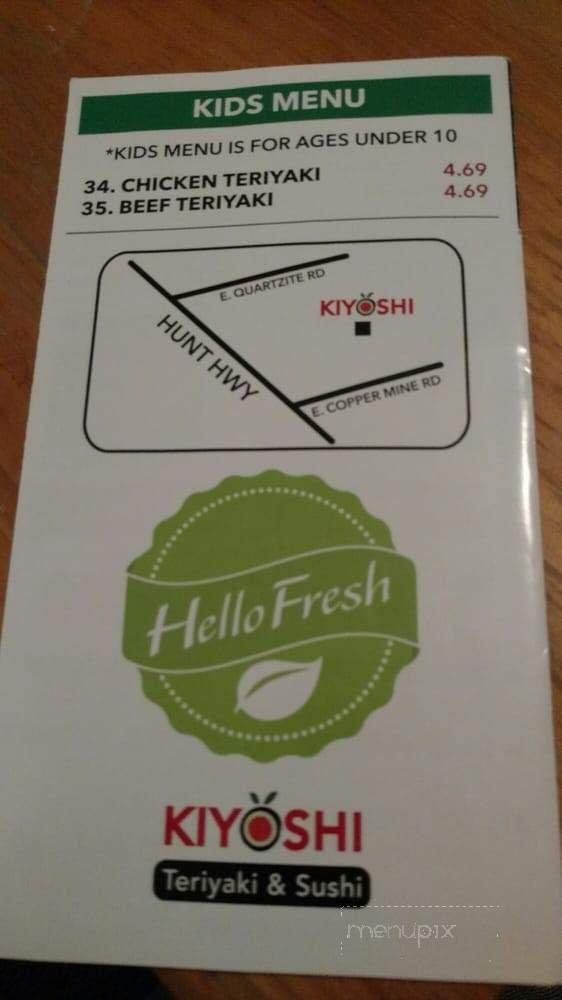 KIDS MENU
*KIDS MENU IS FOR AGES UNDER 10
34. CHICKEN TERIYAKI 4.69
35. BEEF TERIYAKI 4.69
E. QUARTZITE RD
KIYOSHI
HUNT HWY
E. COPPER MINE RD
Hello Fresh
KIYOSHI
Teriyaki & Sushi
menupix